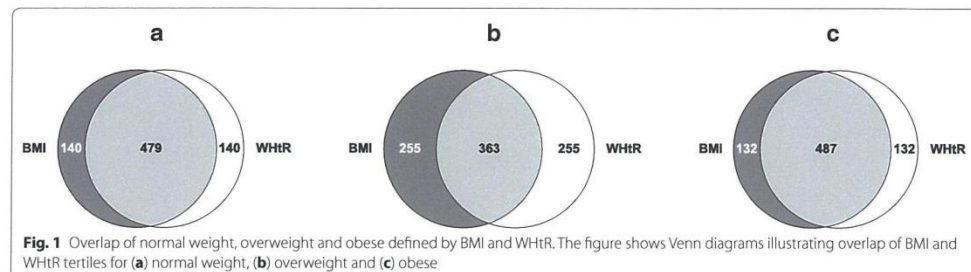 a b c
BMI 140 479 140 WHtR BMI 255 363 255 WHtR BMI 132 487 132 WHtR
Fig. 1 Overlap of normal weight, overweight and obese defined by BMI and WHtR. The figure shows Venn diagrams illustrating overlap of BMI and
WHtR tertiles for (a) normal weight, (b) overweight and (c) obese